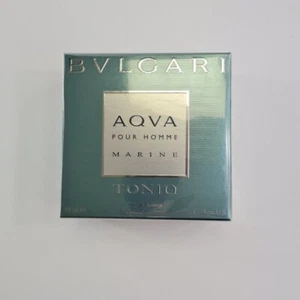 BVLGARI
AQVA
POUR HOMME
MARINE
TONIQ